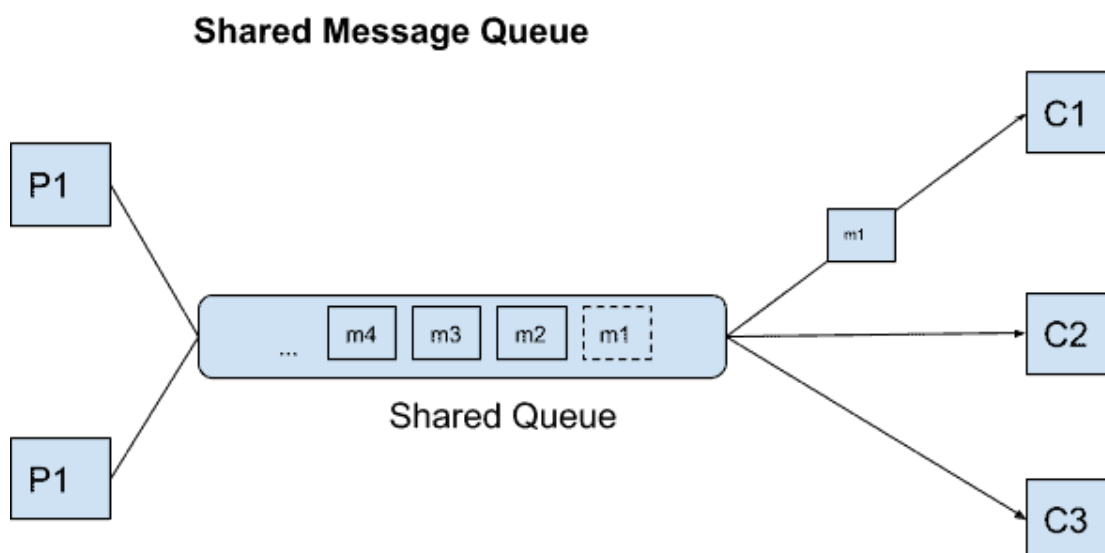 Shared Message Queue
C1
P1
m1
... m4 m3 m2 m1
C2
Shared Queue
P1
C3